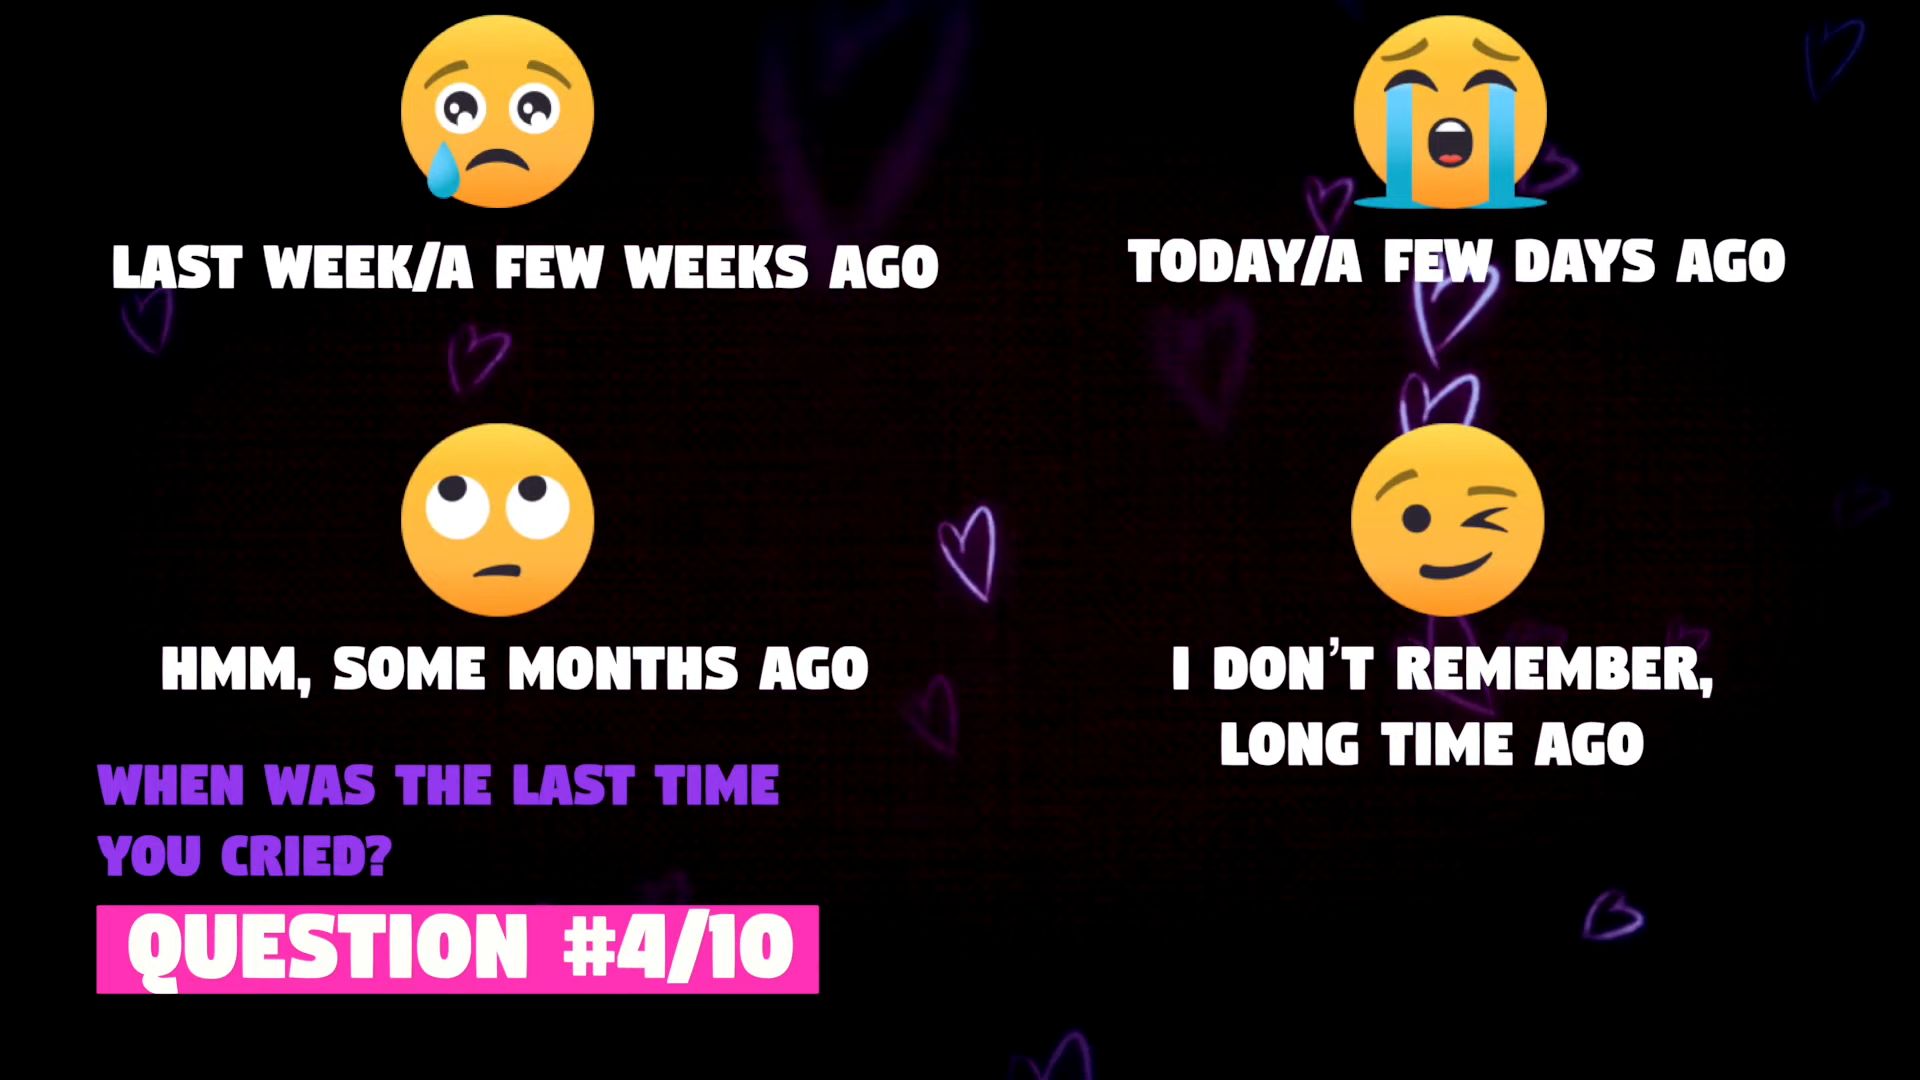 LAST WEEK/A FEW WEEKS AGO
TODAY/A FEW DAYS AGO
HMM, SOME MONTHS AGO
I DON'T REMEMBER,
LONG TIME AGO
WHEN WAS THE LAST TIME
YOU CRIED?
QUESTION #4/10